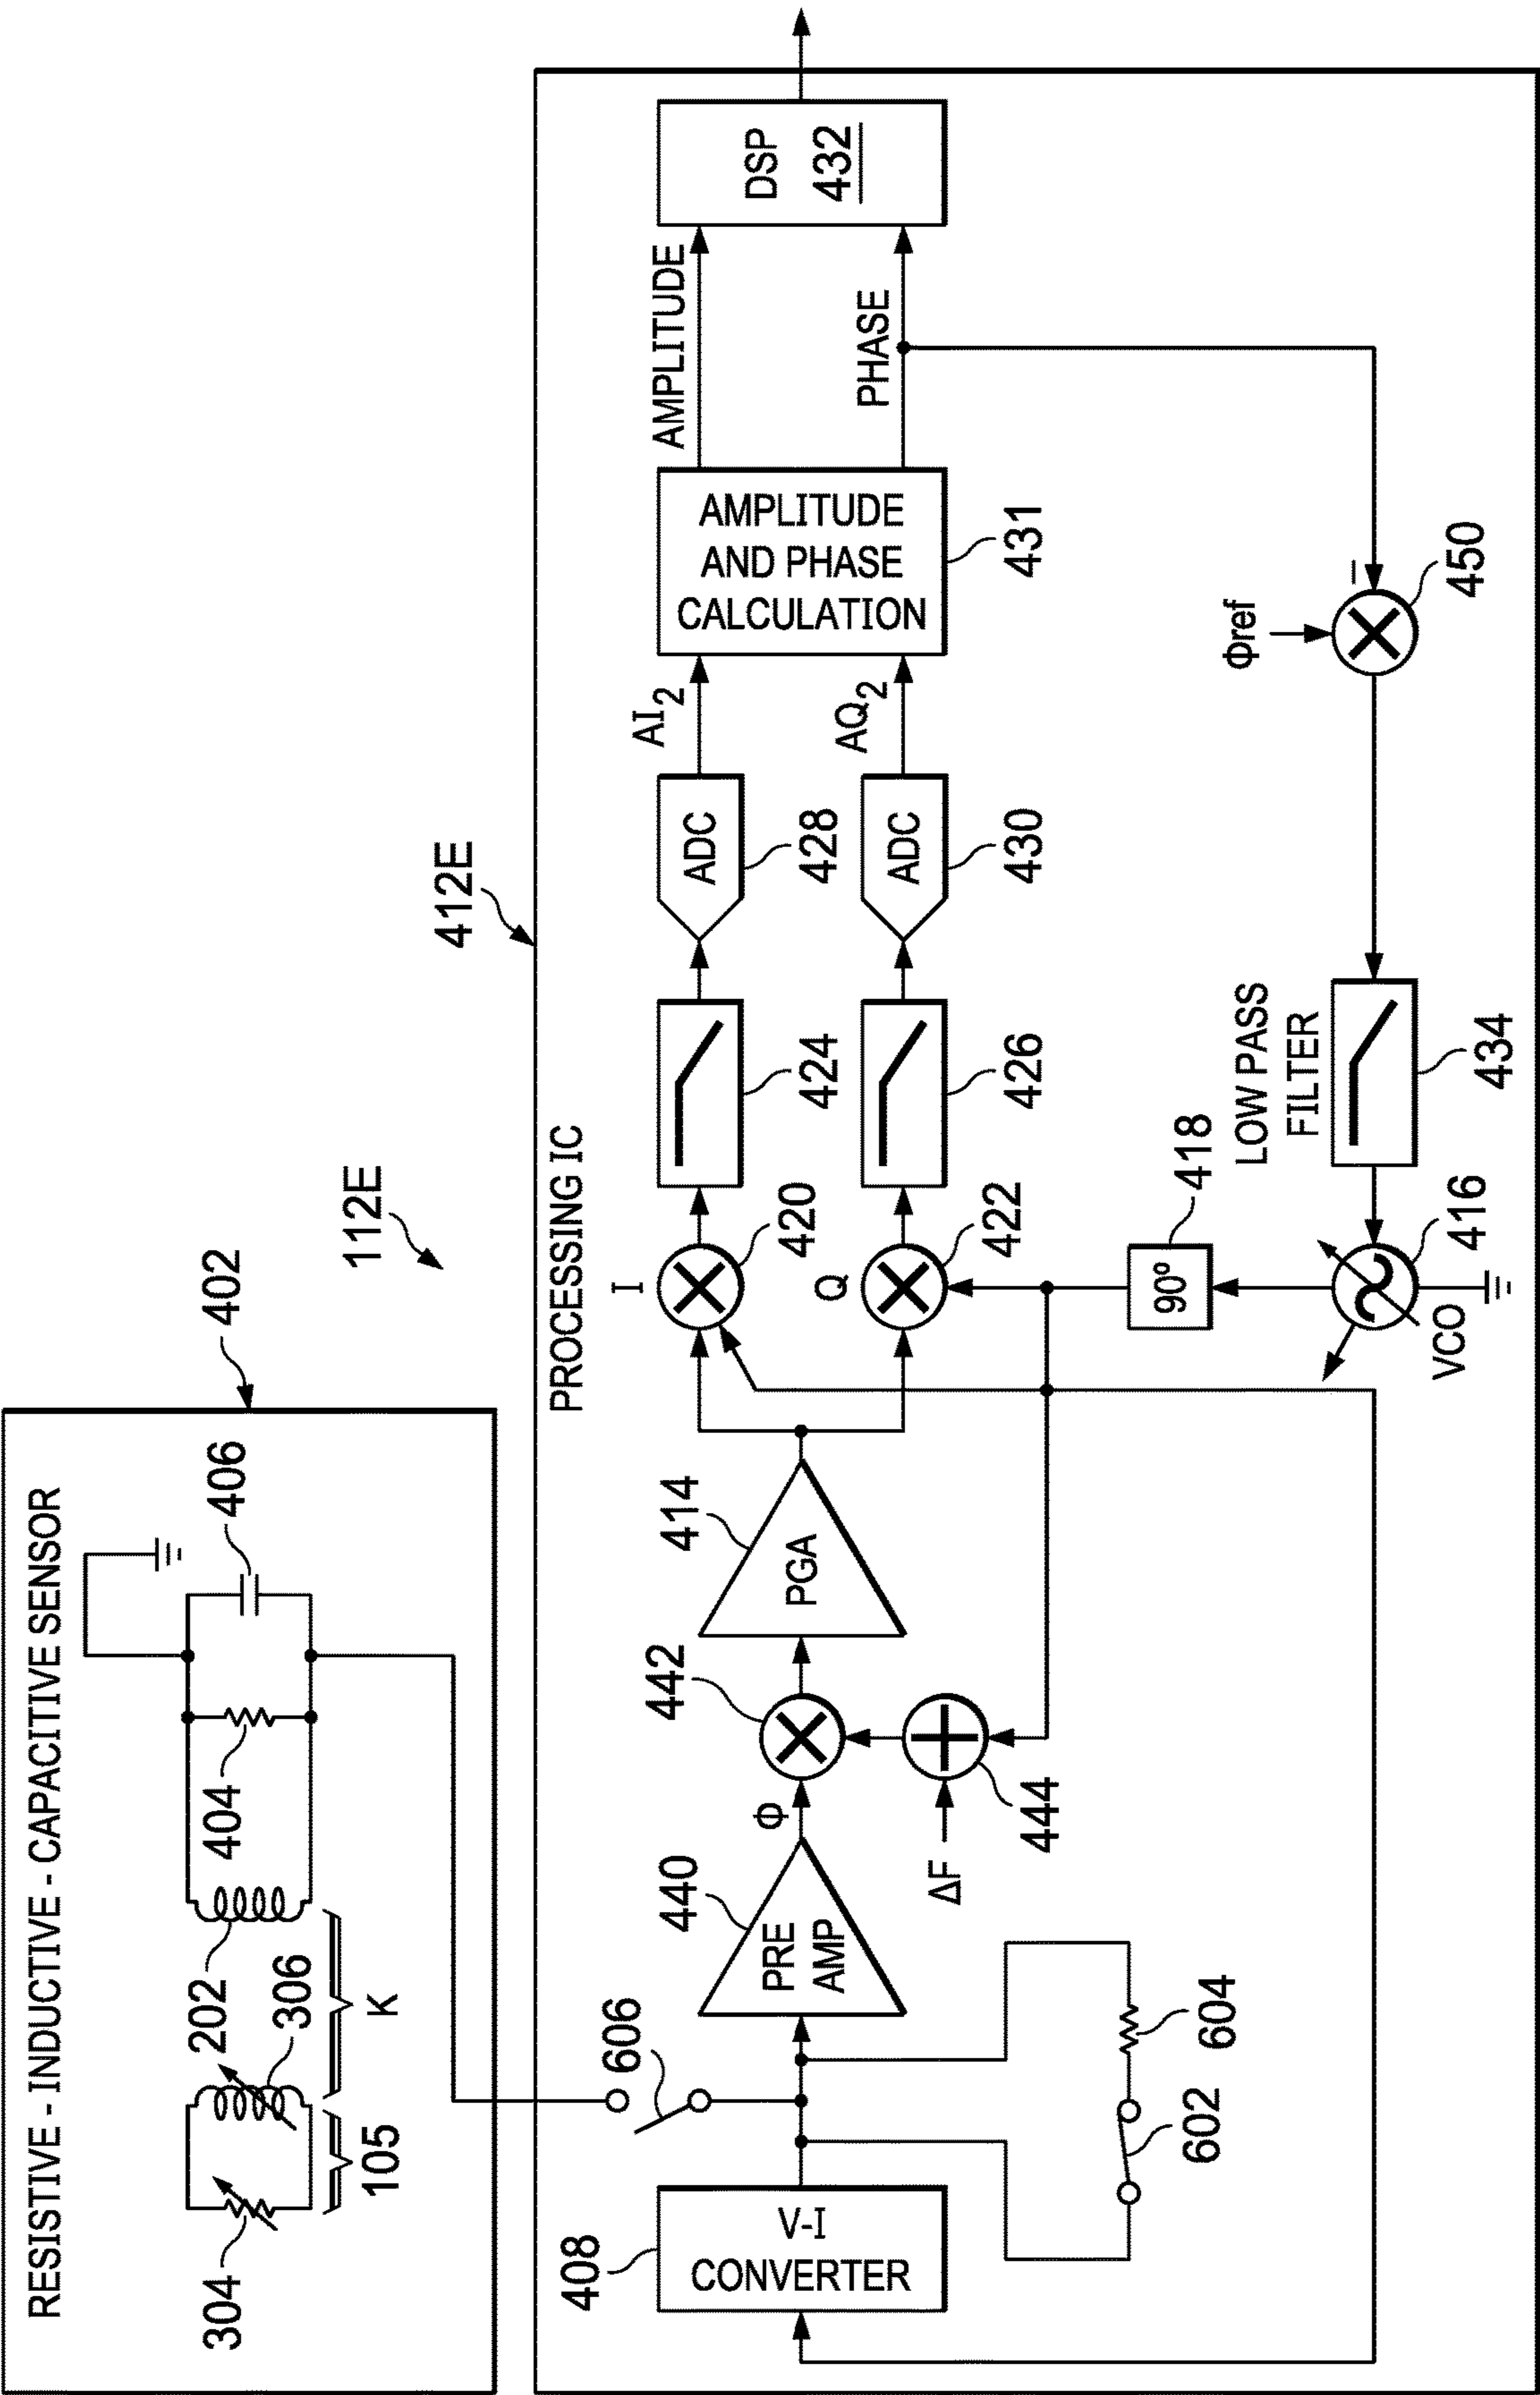 RESISTIVE - INDUCTIVE - CAPACITIVE SENSOR
402
406
404
202
306
K
304
105
112E
412E
PROCESSING IC
606
408
V-I
CONVERTER
440
PRE
AMP
Φ
442
ΔF
444
414
PGA
I
420
Q
422
424
426
ADC
428
ADC
430
AI2
AQ2
AMPLITUDE
AND PHASE
CALCULATION
431
AMPLITUDE
PHASE
DSP
432
602
604
90º
418
VCO
416
LOW PASS
FILTER
434
Φref
–
450